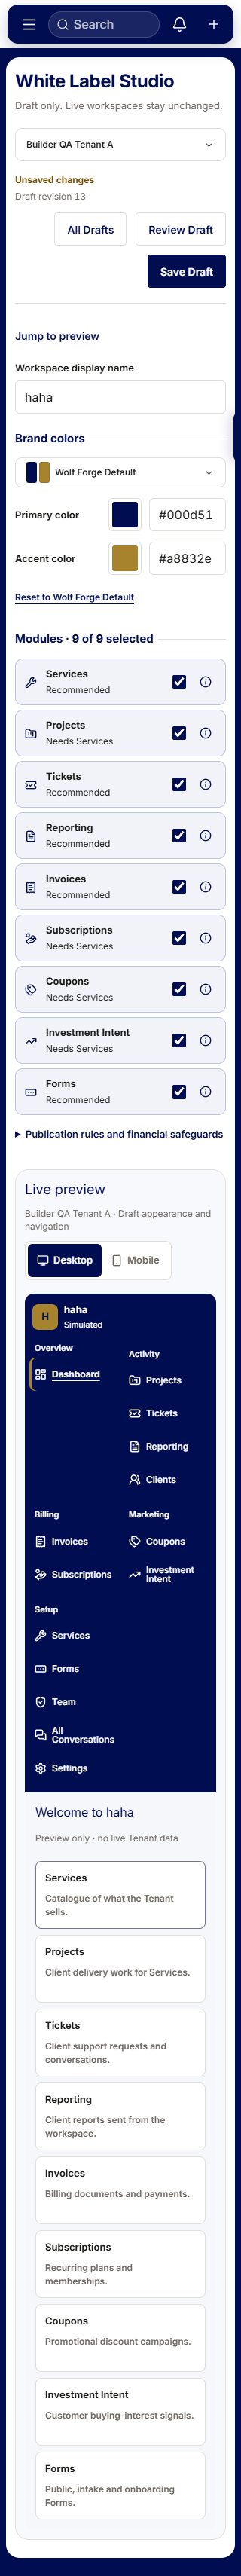 Search
White Label Studio
Draft only. Live workspaces stay unchanged.
Builder QA Tenant A
Unsaved changes
Draft revision 13
All Drafts
Review Draft
Save Draft
Jump to preview
Workspace display name
haha
Brand colors
Wolf Forge Default
Primary color
#000d51
Accent color
#a8832e
Reset to Wolf Forge Default
Modules · 9 of 9 selected
Services
Recommended
Projects
Needs Services
Tickets
Recommended
Reporting
Recommended
Invoices
Recommended
Subscriptions
Needs Services
Coupons
Needs Services
Investment Intent
Needs Services
Forms
Recommended
Publication rules and financial safeguards
Live preview
Builder QA Tenant A · Draft appearance and
navigation
Desktop
Mobile
H
haha
Simulated
Overview
Dashboard
Activity
Projects
Tickets
Reporting
Clients
Billing
Invoices
Subscriptions
Marketing
Coupons
Investment
Intent
Setup
Services
Forms
Team
All
Conversations
Settings
Welcome to haha
Preview only · no live Tenant data
Services
Catalogue of what the Tenant
sells.
Projects
Client delivery work for Services.
Tickets
Client support requests and
conversations.
Reporting
Client reports sent from the
workspace.
Invoices
Billing documents and payments.
Subscriptions
Recurring plans and
memberships.
Coupons
Promotional discount campaigns.
Investment Intent
Customer buying-interest signals.
Forms
Public, intake and onboarding
Forms.